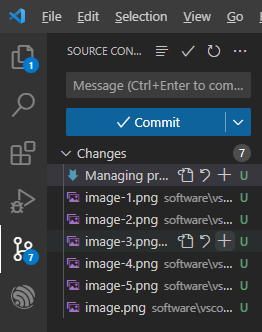 File Edit Selection View Go
SOURCE CON...
Message (Ctrl+Enter to com...
Commit
Changes 7
Managing pr... U
image-1.png software\vs... U
image-2.png software\vs... U
image-3.png... U
image-4.png software\vs... U
image-5.png software\vs... U
image.png software\vsco... U
1
7